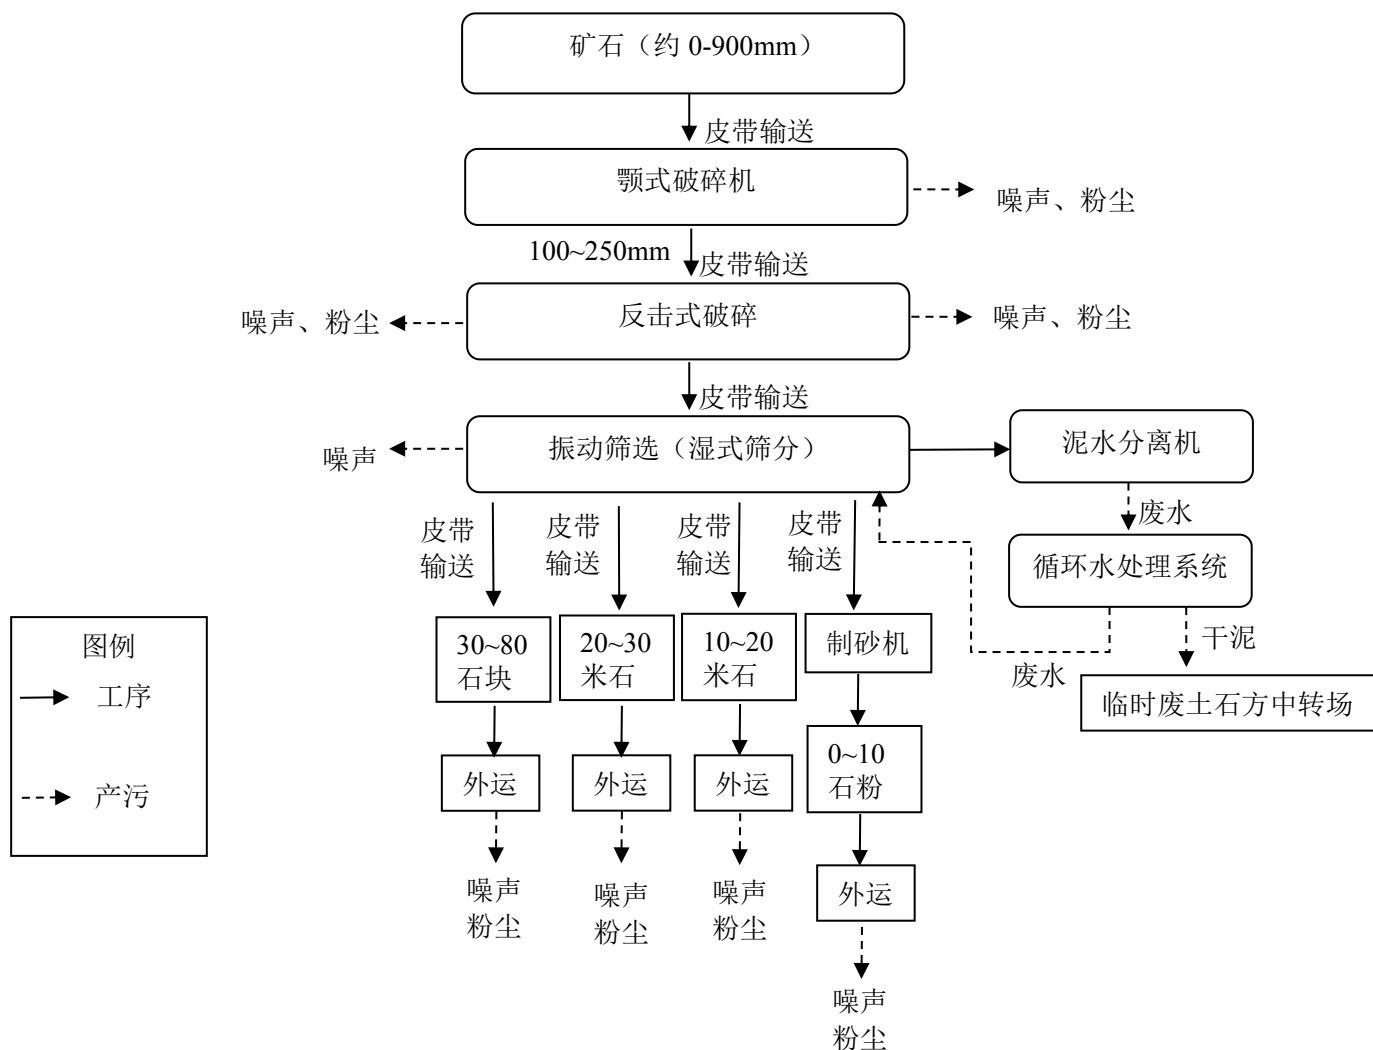 矿石（约 0-900mm）
皮带输送
颚式破碎机
噪声、粉尘
100~250mm
皮带输送
反击式破碎
噪声、粉尘
噪声、粉尘
皮带输送
振动筛选（湿式筛分）
噪声
泥水分离机
废水
循环水处理系统
皮带
输送
皮带
输送
皮带
输送
皮带
输送
干泥
废水
临时废土石方中转场
30~80
石块
20~30
米石
10~20
米石
制砂机
0~10
石粉
外运
外运
外运
外运
噪声
粉尘
噪声
粉尘
噪声
粉尘
噪声
粉尘
图例
工序
产污